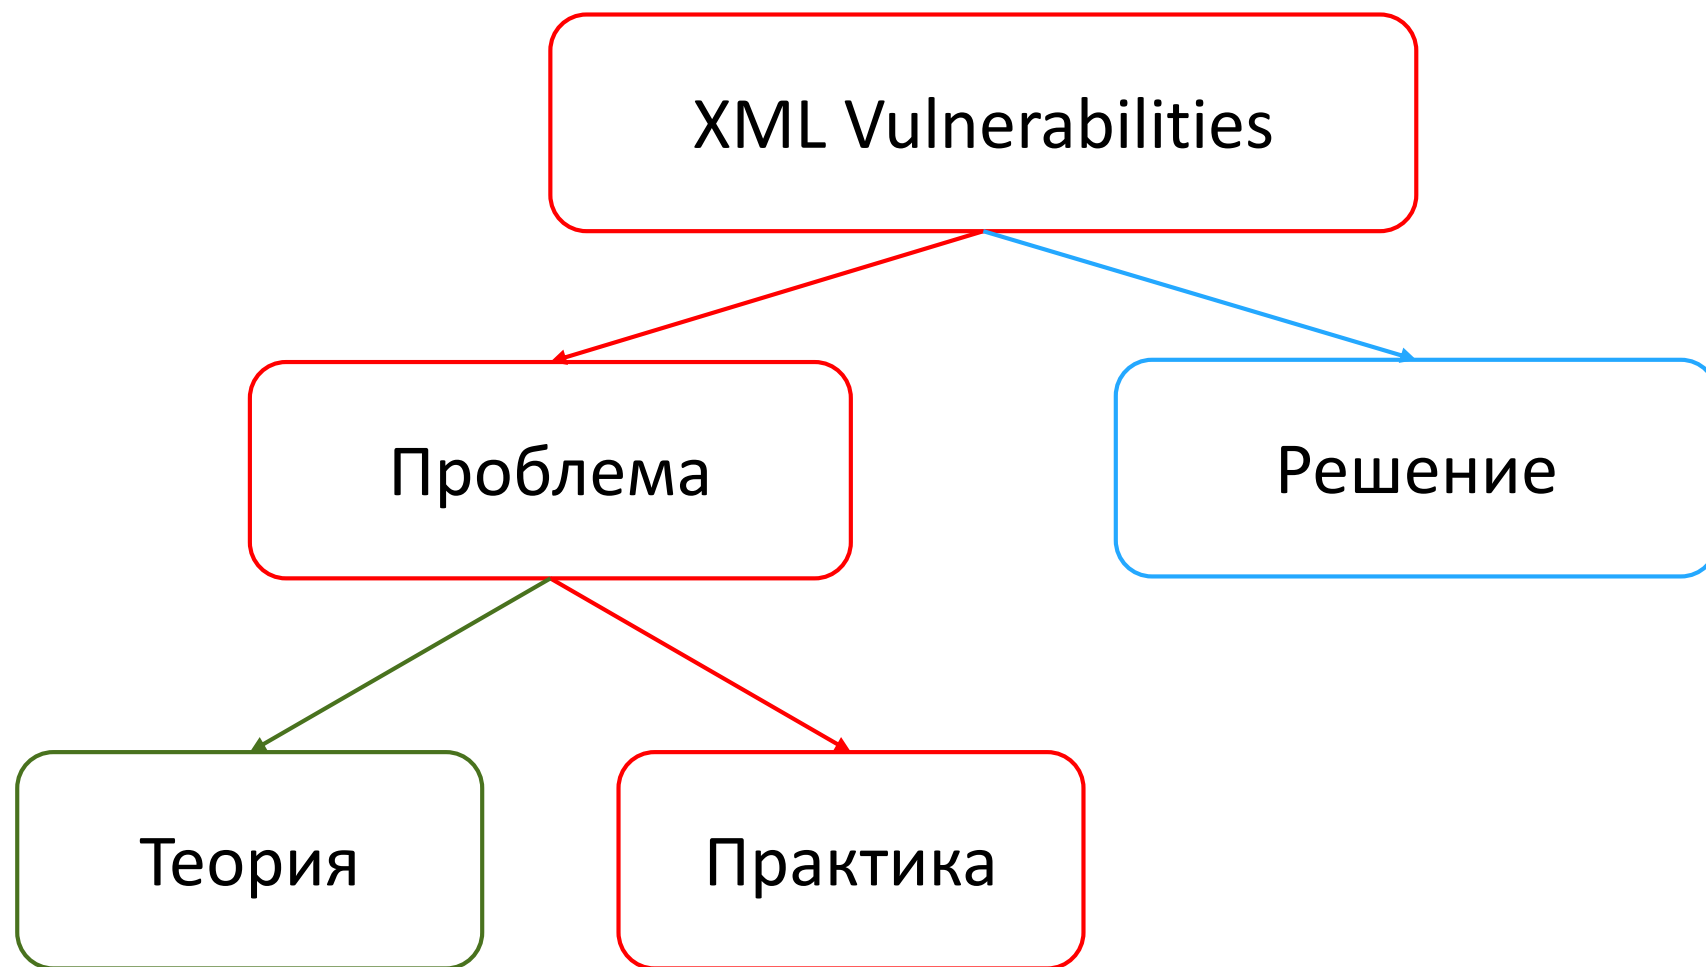 XML Vulnerabilities
Проблема
Решение
Теория
Практика